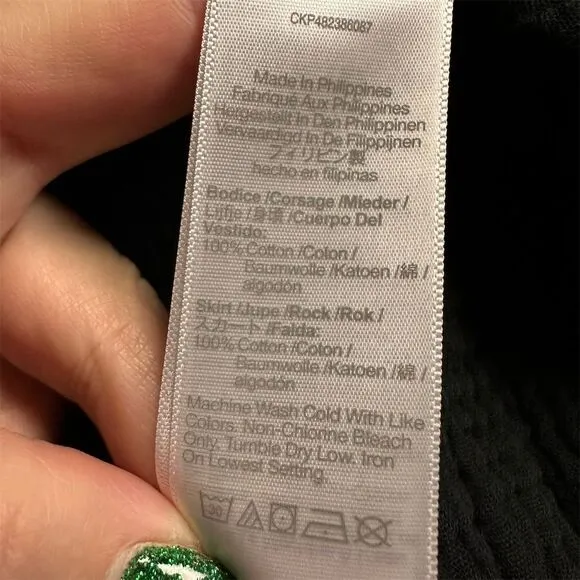 CKP482386087
Made In Philippines
Fabriqué Aux Philippines
Hergestellt In Den Philippinen
Vervaardigd In De Filippijnen
フィリピン製
hecho en filipinas
Bodice /Corsage /Mieder /
Lijfje /身頃 /Cuerpo Del
Vestido:
100% Cotton /Coton /
Baumwolle /Katoen /綿 /
algodón
Skirt /Jupe /Rock /Rok /
スカート /Falda:
100% Cotton /Coton /
Baumwolle /Katoen /綿 /
algodón
Machine Wash Cold With Like
Colors. Non-Chlorine Bleach
Only. Tumble Dry Low. Iron
On Lowest Setting.
30